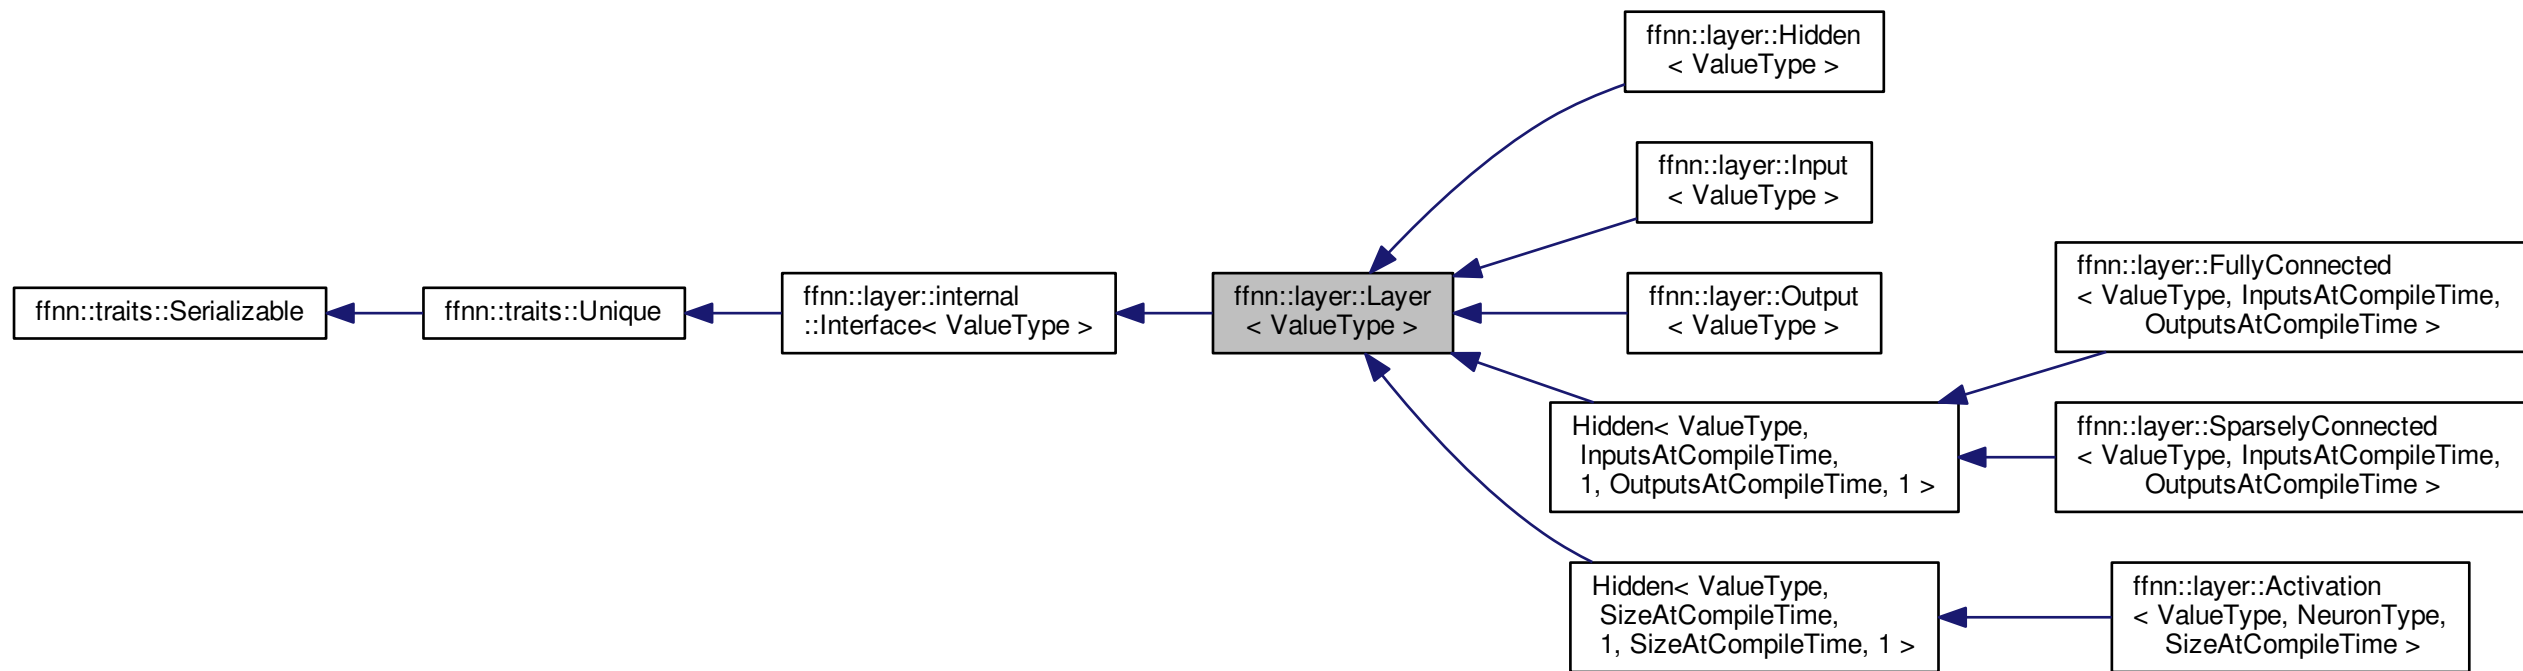 ffnn::traits::Serializable
ffnn::traits::Unique
ffnn::layer::internal
::Interface< ValueType >
ffnn::layer::Layer
< ValueType >
ffnn::layer::Hidden
< ValueType >
ffnn::layer::Input
< ValueType >
ffnn::layer::Output
< ValueType >
Hidden< ValueType,
InputsAtCompileTime,
1, OutputsAtCompileTime, 1 >
Hidden< ValueType,
SizeAtCompileTime,
1, SizeAtCompileTime, 1 >
ffnn::layer::FullyConnected
< ValueType, InputsAtCompileTime,
OutputsAtCompileTime >
ffnn::layer::SparselyConnected
< ValueType, InputsAtCompileTime,
OutputsAtCompileTime >
ffnn::layer::Activation
< ValueType, NeuronType,
SizeAtCompileTime >